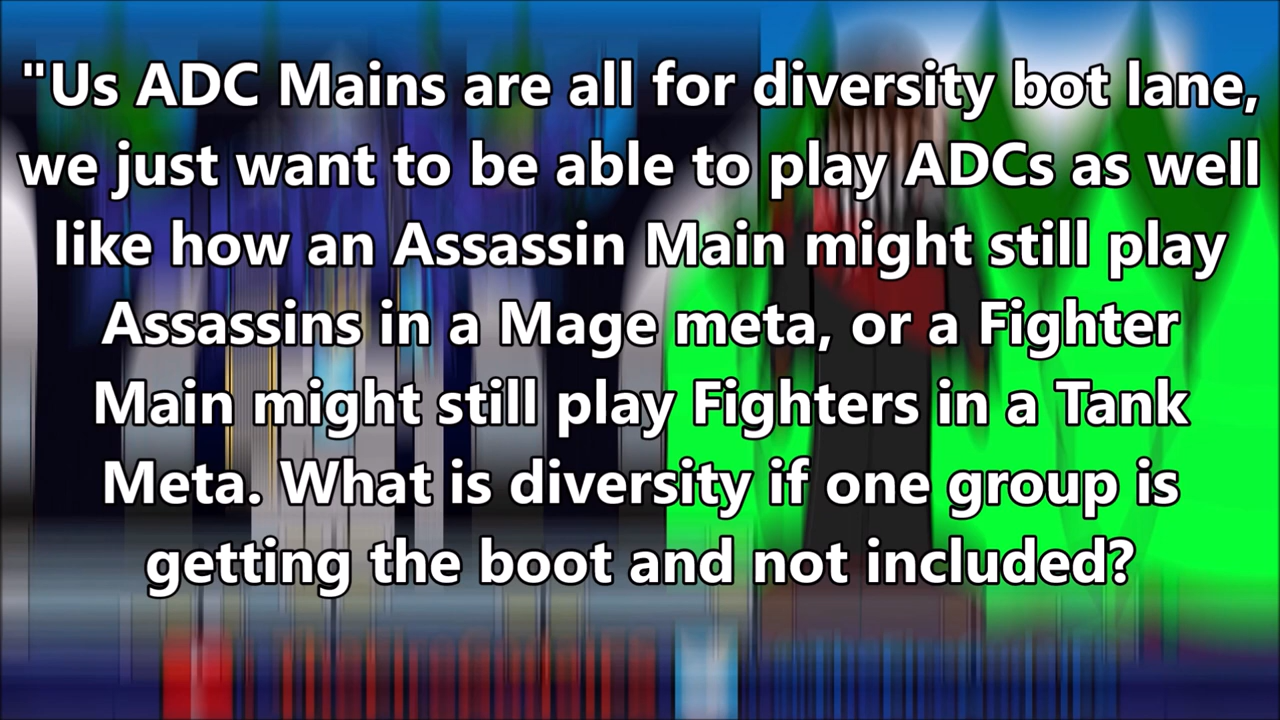 "Us ADC Mains are all for diversity bot lane,
we just want to be able to play ADCs as well
like how an Assassin Main might still play
Assassins in a Mage meta, or a Fighter
Main might still play Fighters in a Tank
Meta. What is diversity if one group is
getting the boot and not included?